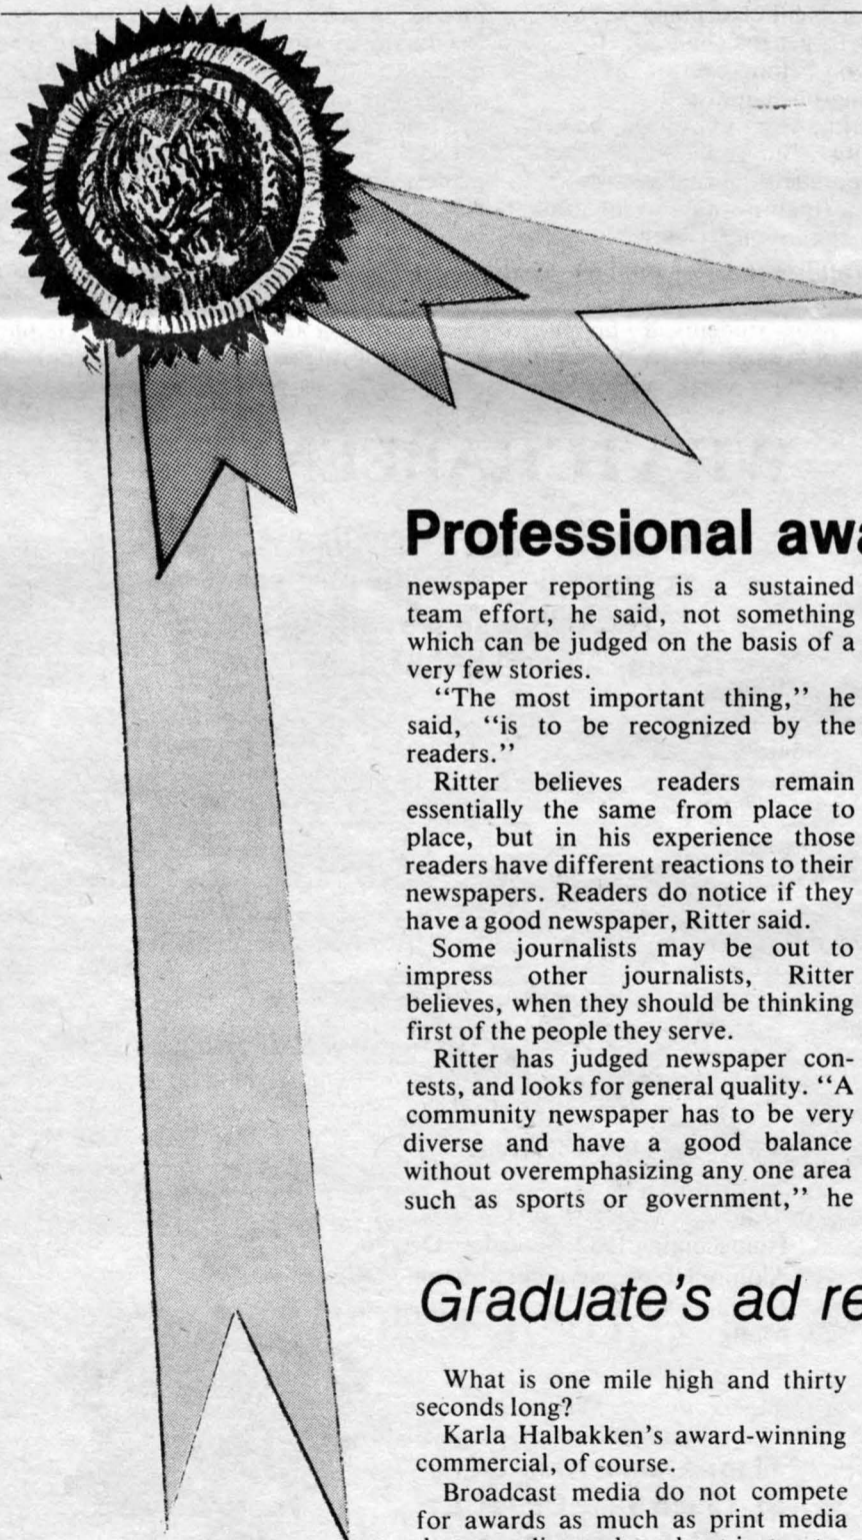 Professional awa
newspaper reporting is a sustained
team effort, he said, not something
which can be judged on the basis of a
very few stories.
“The most important thing,” he
said, “is to be recognized by the
readers.”
Ritter believes readers remain
essentially the same from place to
place, but in his experience those
readers have different reactions to their
newspapers. Readers do notice if they
have a good newspaper, Ritter said.
Some journalists may be out to
impress other journalists, Ritter
believes, when they should be thinking
first of the people they serve.
Ritter has judged newspaper con-
tests, and looks for general quality. “A
community newspaper has to be very
diverse and have a good balance
without overemphasizing any one area
such as sports or government,” he
Graduate's ad re
What is one mile high and thirty
seconds long?
Karla Halbakken's award-winning
commercial, of course.
Broadcast media do not compete
for awards as much as print media